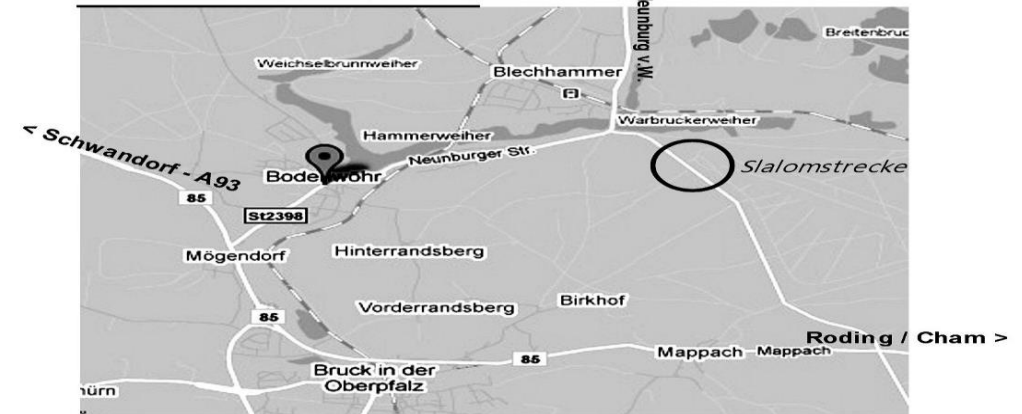 eunburg v.W.
Breitenbruc
Weichselbrunnweiher
Blechhammer
Warbruckerweiher
< Schwandorf - A93
Hammerweiher
Neunburger Str.
Slalomstrecke
Bodenwöhr
85
St2398
Mögendorf
Hinterrandsberg
Vorderrandsberg
Birkhof
85
Roding / Cham >
85
Mappach
Mappach
Bruck in der
Oberpfalz
hürn